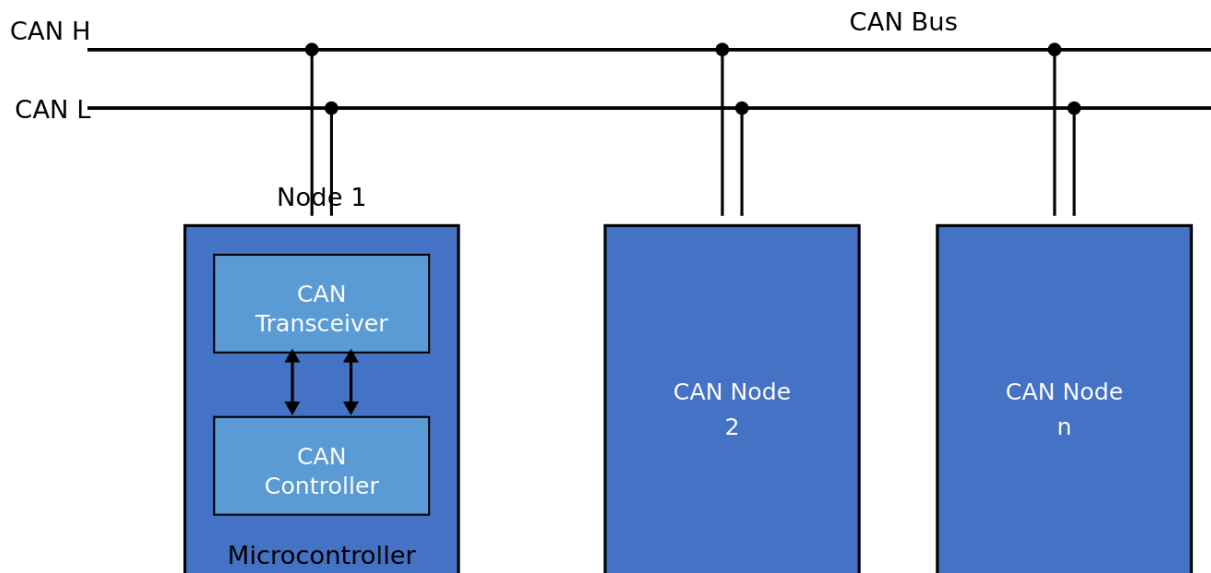 CAN H
CAN Bus
CAN L
Node 1
CAN
Transceiver
CAN
Controller
Microcontroller
CAN Node
2
CAN Node
n